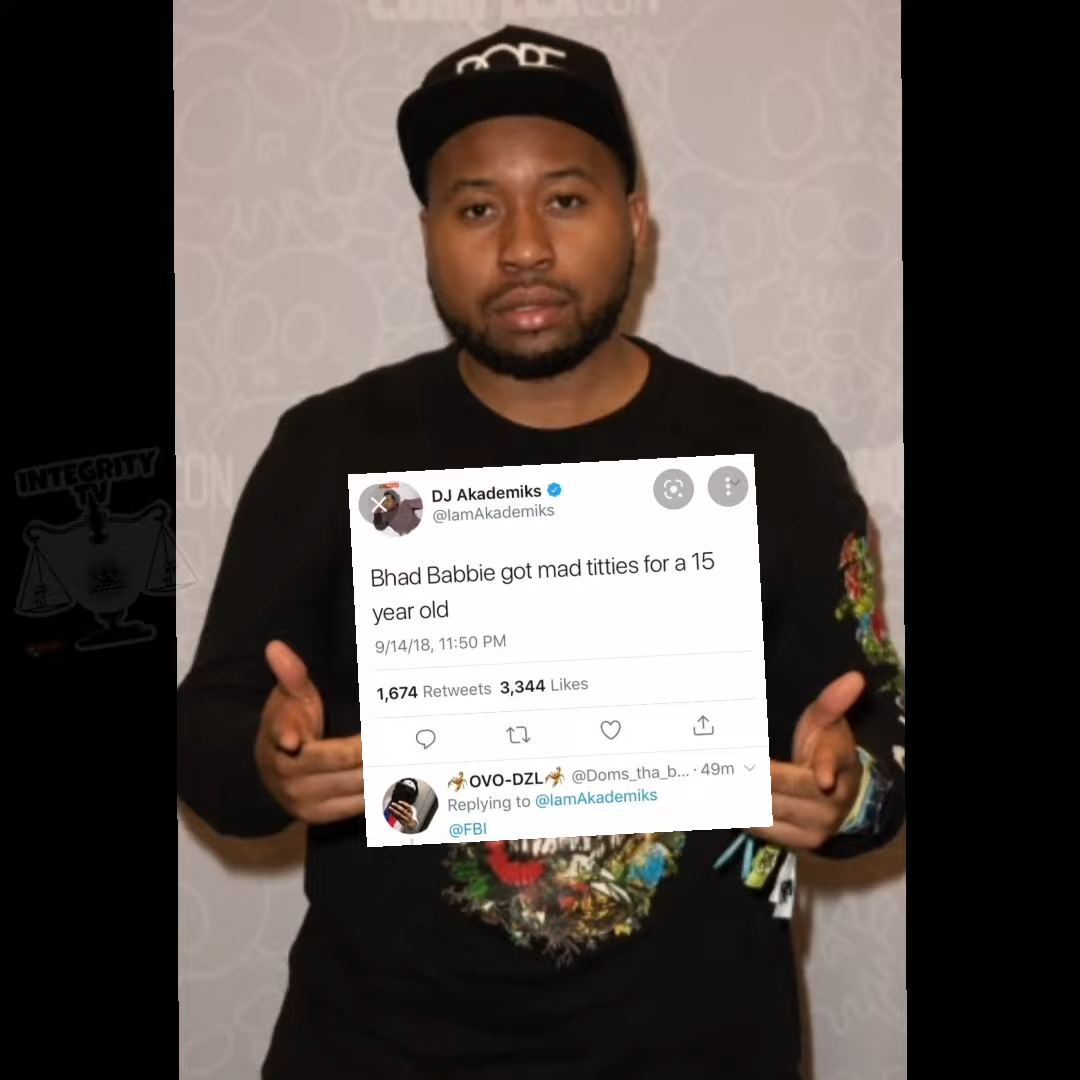 INTEGRITY
TV
DJ Akademiks
@IamAkademiks
Bhad Babbie got mad titties for a 15
year old
9/14/18, 11:50 PM
1,674 Retweets 3,344 Likes
OVO-DZL @Doms_tha_b... · 49m
Replying to @IamAkademiks
@FBI